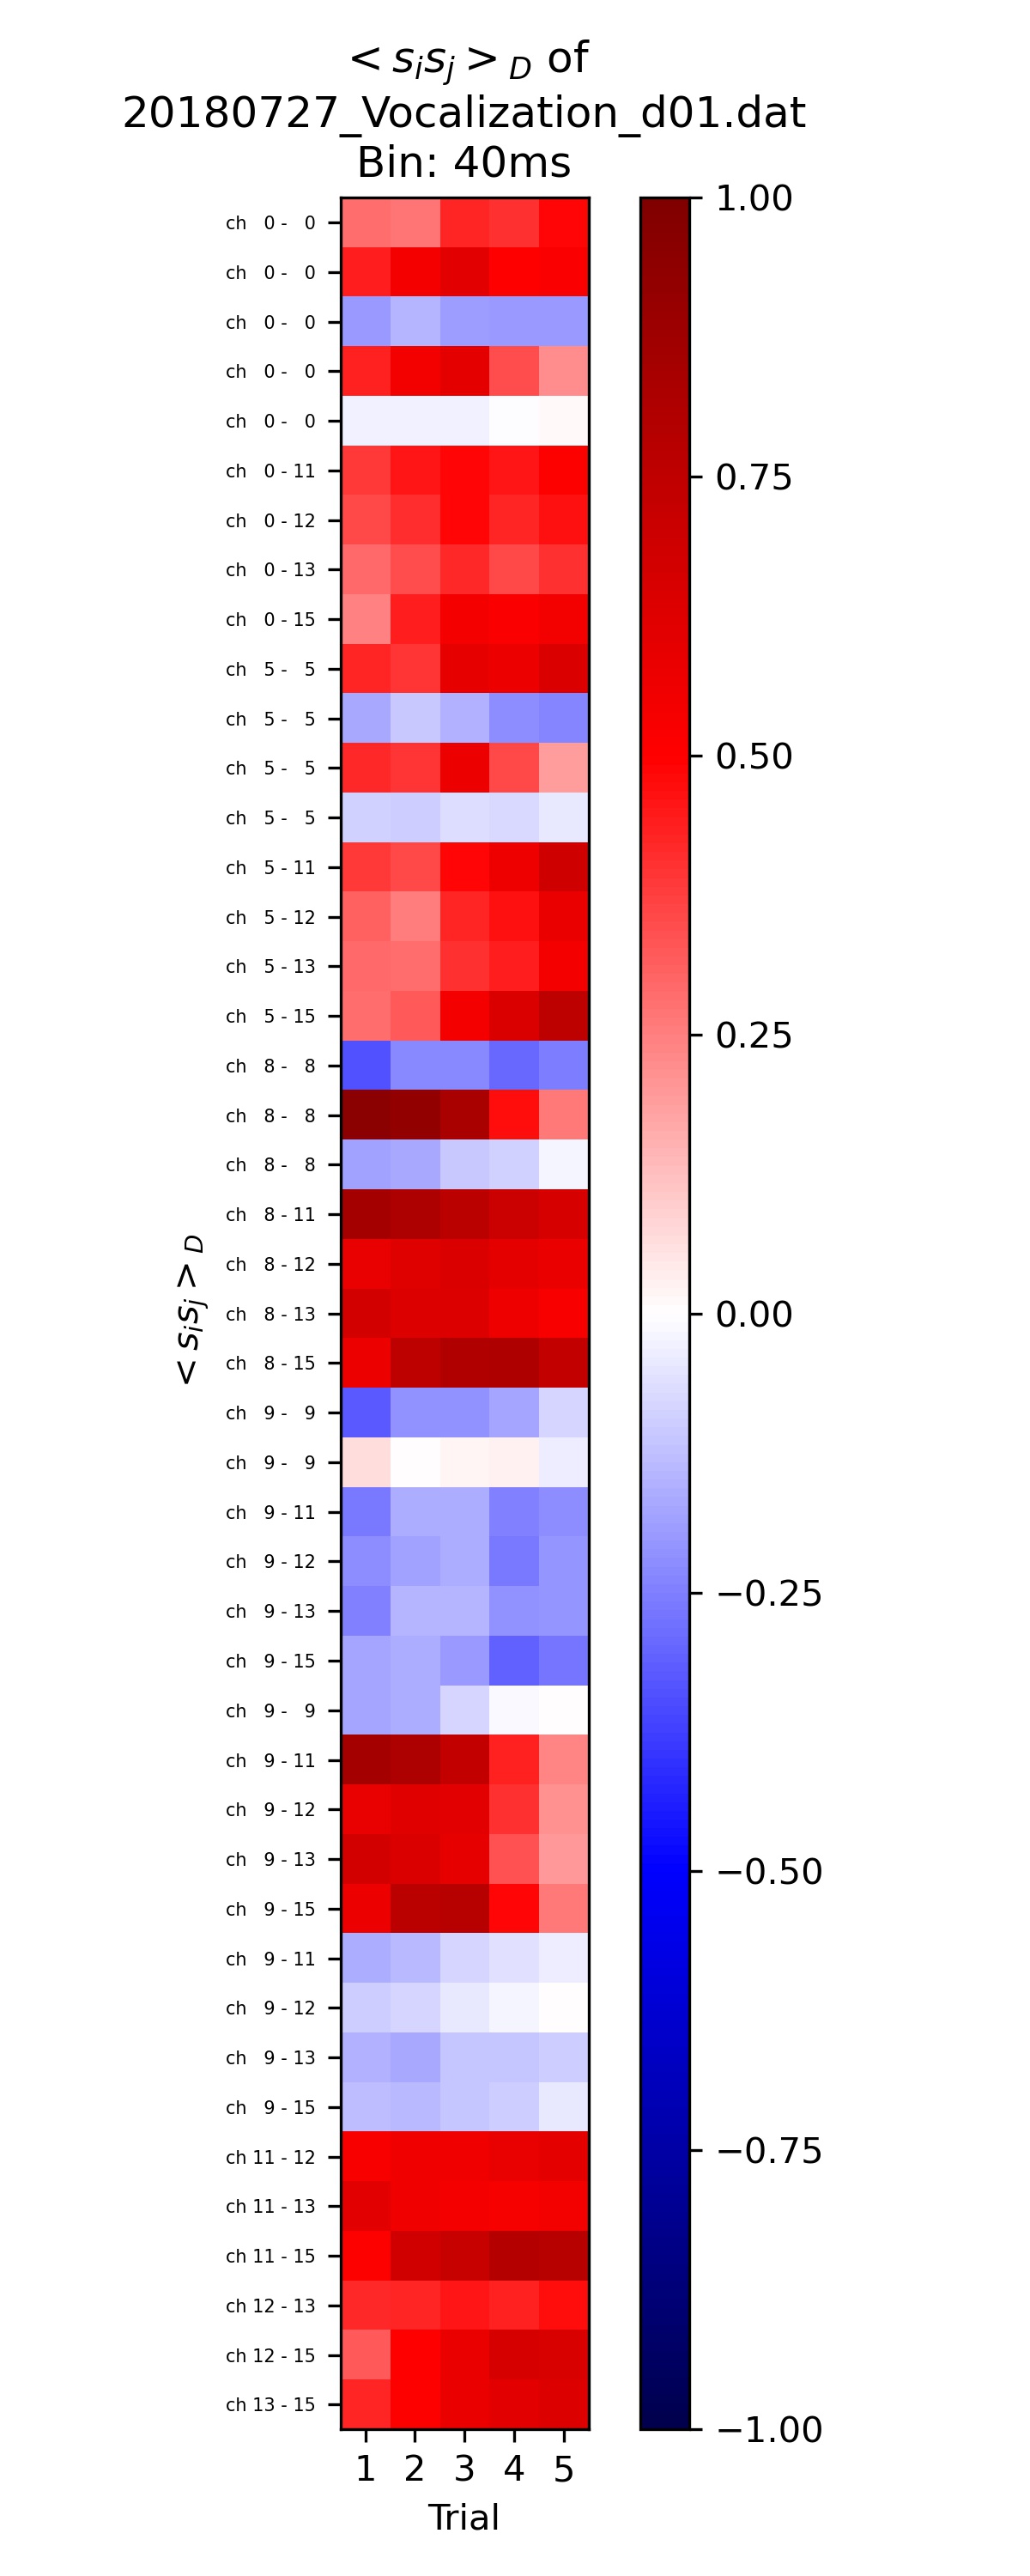 < s_i s_j >_D of
20180727_Vocalization_d01.dat
Bin: 40ms
ch 0 - 0
ch 0 - 0
ch 0 - 0
ch 0 - 0
ch 0 - 0
ch 0 - 11
ch 0 - 12
ch 0 - 13
ch 0 - 15
ch 5 - 5
ch 5 - 5
ch 5 - 5
ch 5 - 5
ch 5 - 11
ch 5 - 12
ch 5 - 13
ch 5 - 15
ch 8 - 8
ch 8 - 8
ch 8 - 8
ch 8 - 11
ch 8 - 12
ch 8 - 13
ch 8 - 15
ch 9 - 9
ch 9 - 9
ch 9 - 11
ch 9 - 12
ch 9 - 13
ch 9 - 15
ch 9 - 9
ch 9 - 11
ch 9 - 12
ch 9 - 13
ch 9 - 15
ch 9 - 11
ch 9 - 12
ch 9 - 13
ch 9 - 15
ch 11 - 12
ch 11 - 13
ch 11 - 15
ch 12 - 13
ch 12 - 15
ch 13 - 15
< s_i s_j >_D
1 2 3 4 5
Trial
1.00
0.75
0.50
0.25
0.00
−0.25
−0.50
−0.75
−1.00